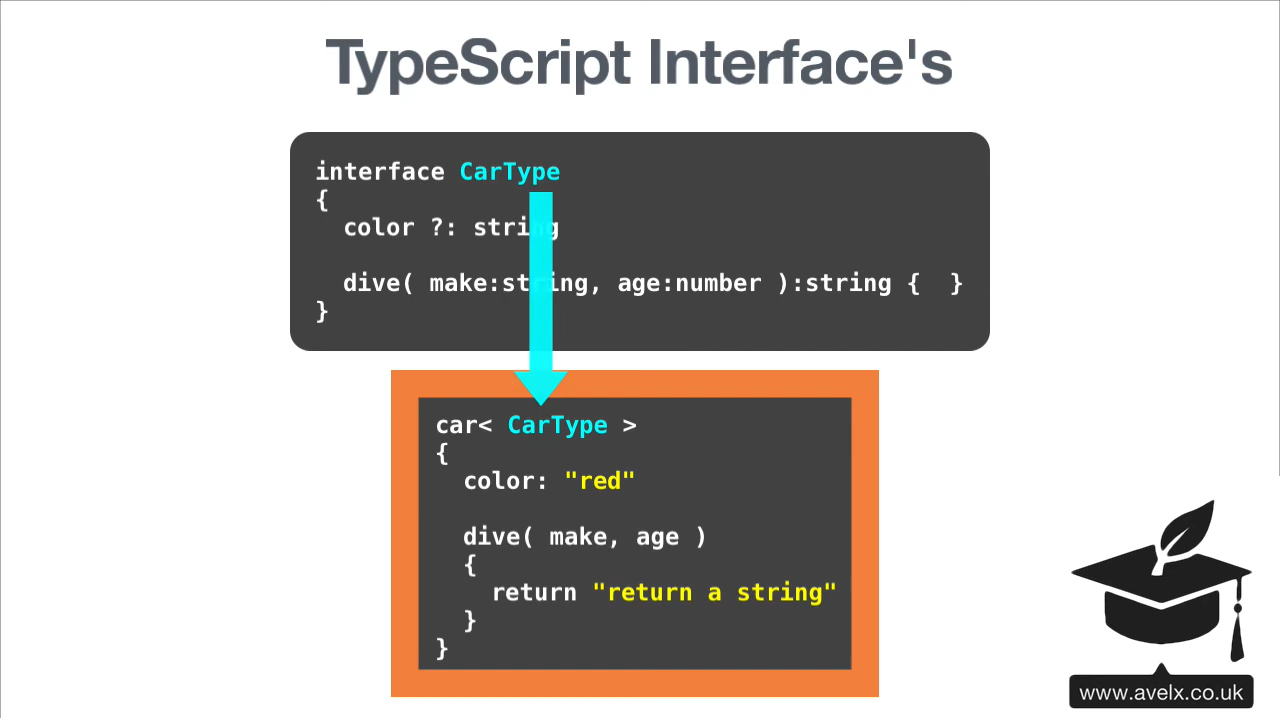 TypeScript Interface's
interface CarType
{
color ?: string
dive( make:string, age:number ):string { }
}
car< CarType >
{
color: "red"
dive( make, age )
{
return "return a string"
}
}
www.avelx.co.uk